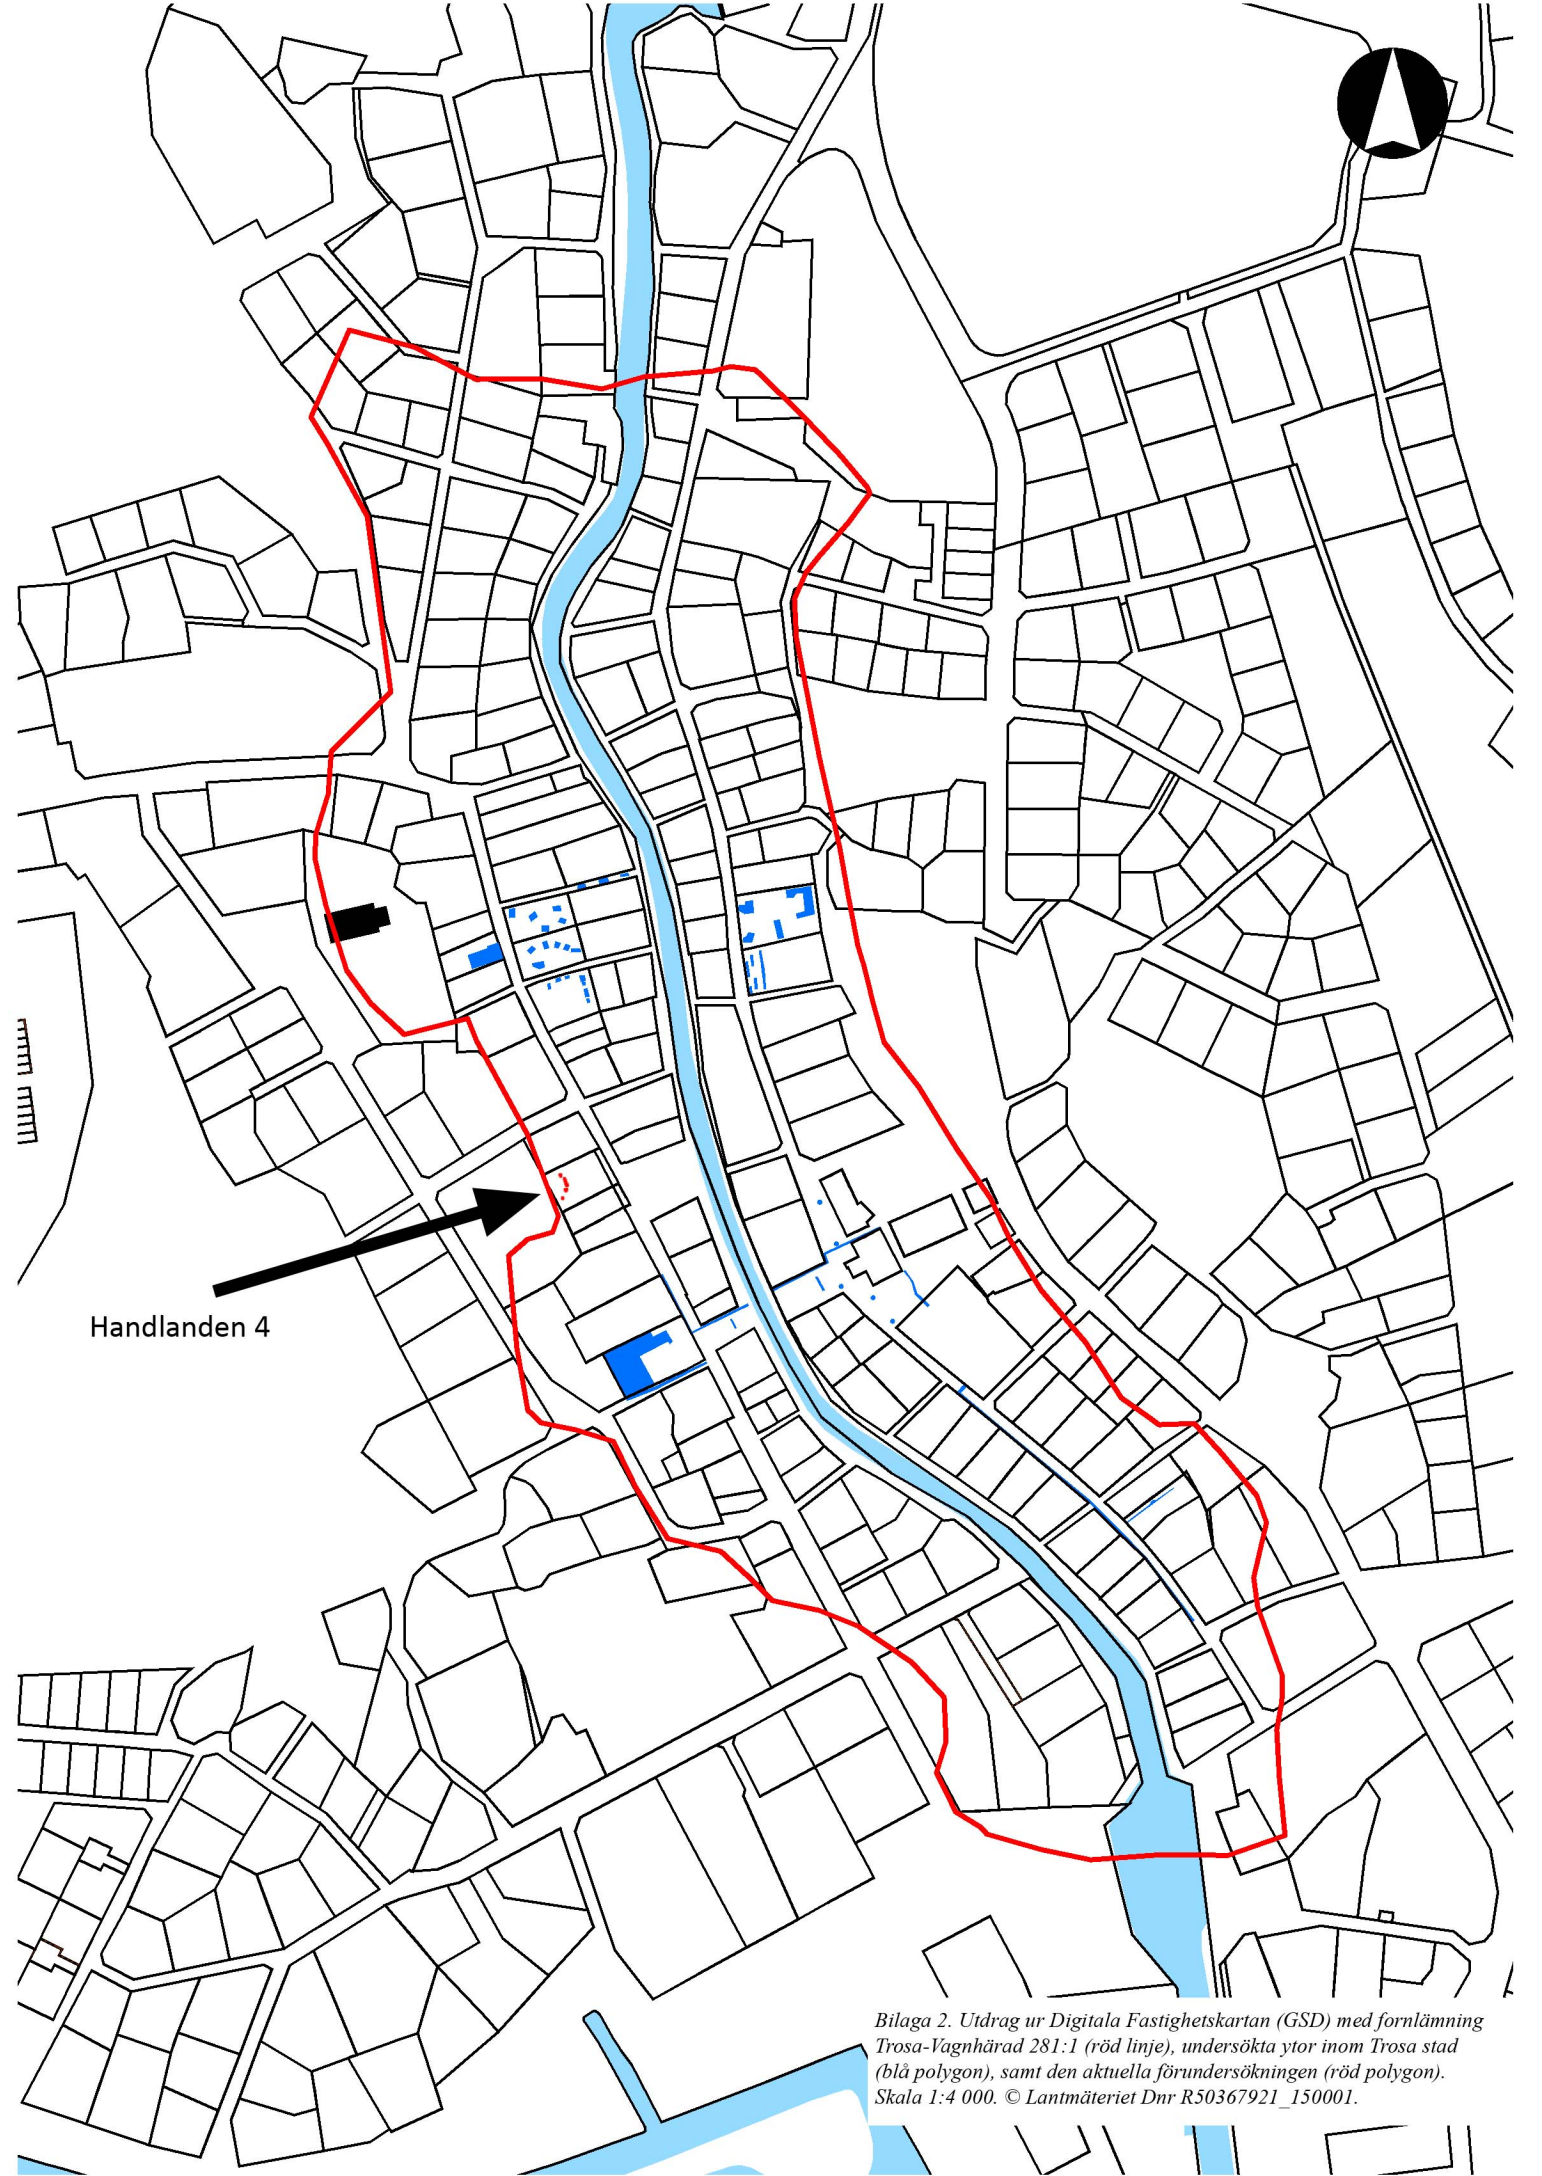 Handlanden 4
Bilaga 2. Utdrag ur Digitala Fastighetskartan (GSD) med fornlämning
Trosa-Vagnhärad 281:1 (röd linje), undersökta ytor inom Trosa stad
(blå polygon), samt den aktuella förundersökningen (röd polygon).
Skala 1:4 000. © Lantmäteriet Dnr R50367921_150001.